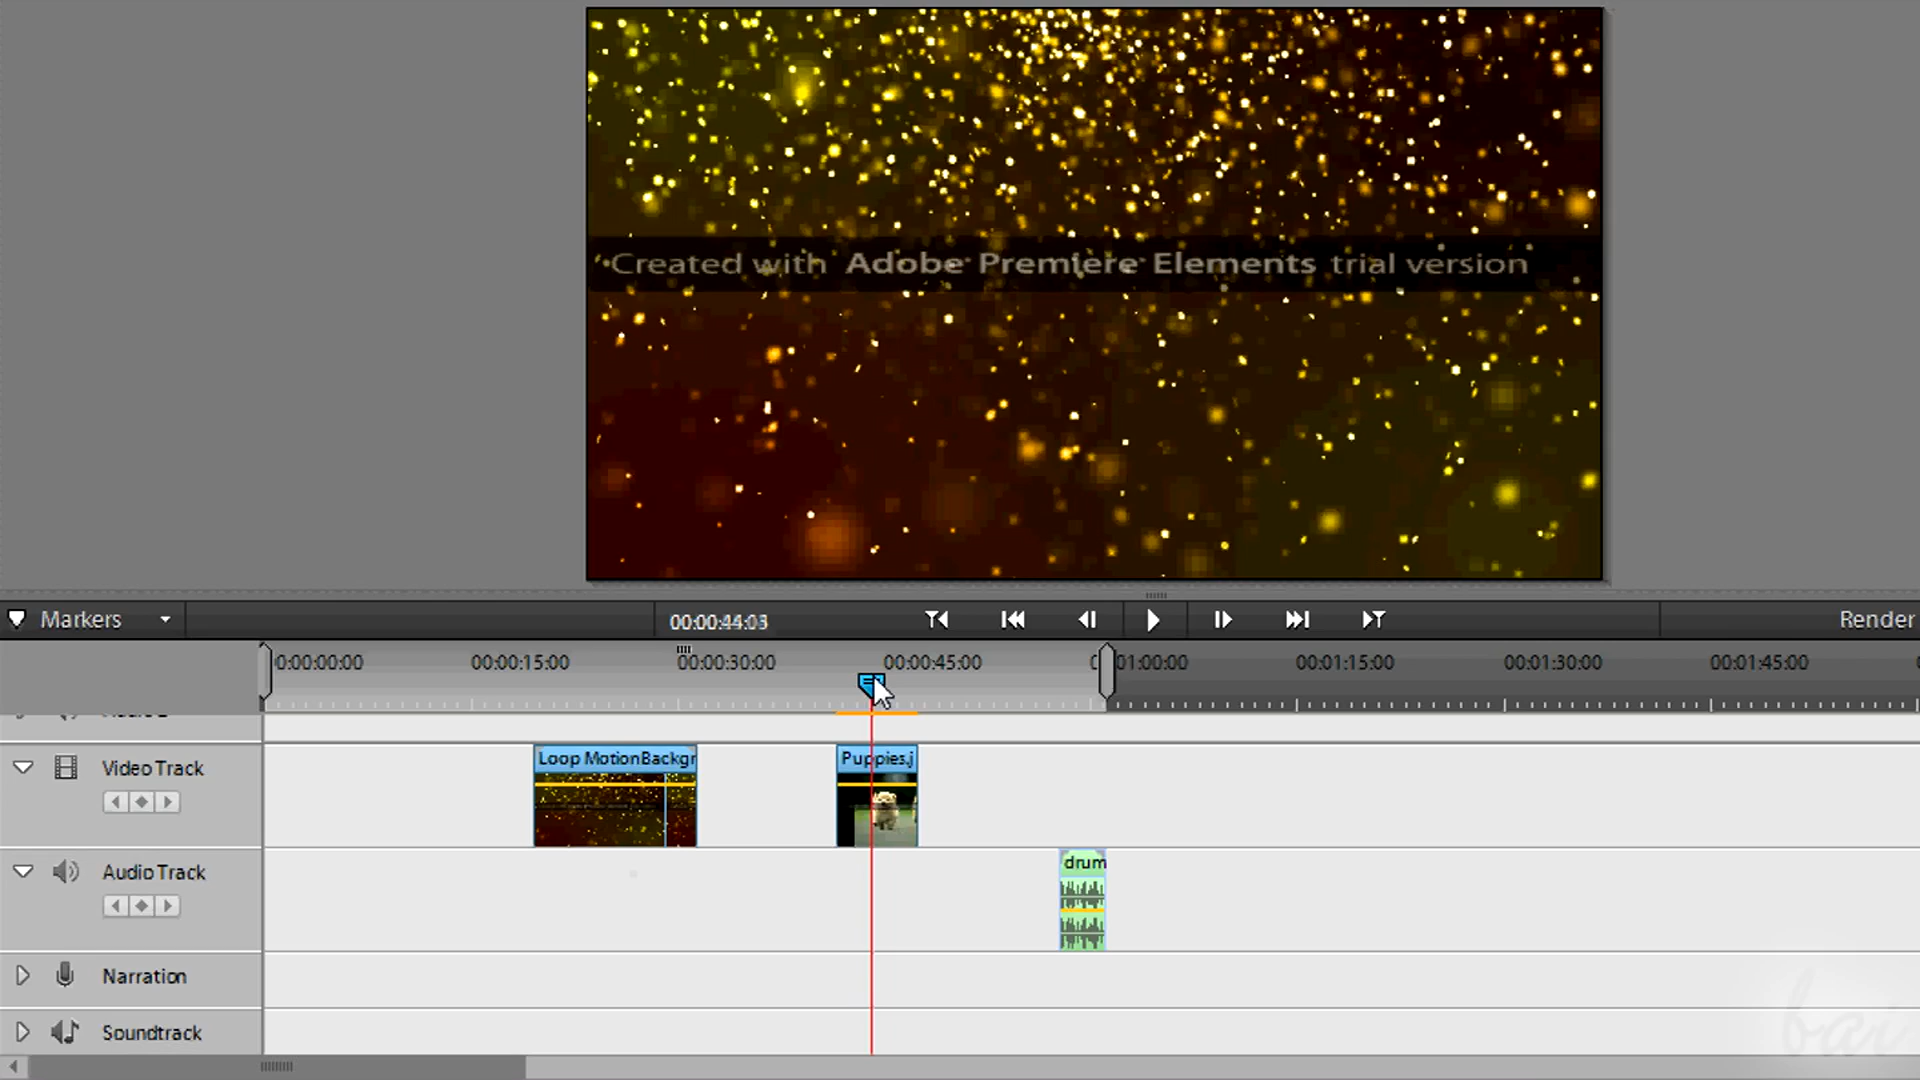 Created with Adobe Premiere Elements trial version
Markers
00:00:44:03
Render
0:00:00:00 00:00:15:00 00:00:30:00 00:00:45:00 01:00:00 00:01:15:00 00:01:30:00 00:01:45:00
Video Track
Loop MotionBackgr
Puppies.j
Audio Track
drum
Narration
Soundtrack